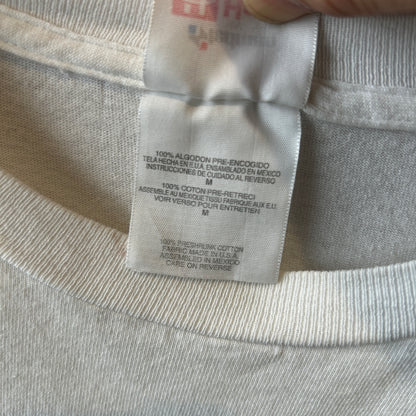 100% ALGODON PRE-ENCOGIDO
TELA HECHA EN E.U.A. ENSAMBLADO EN MEXICO
INSTRUCCIONES DE CUIDADO AL REVERSO
M
100% COTON PRE-RETRECI
ASSEMBLE AU MEXIQUE TISSU FABRIQUE AUX E.U.
VOIR VERSO POUR ENTRETIEN
M
100% PRESHRUNK COTTON
FABRIC MADE IN U.S.A
ASSEMBLED IN MEXICO
CARE ON REVERSE